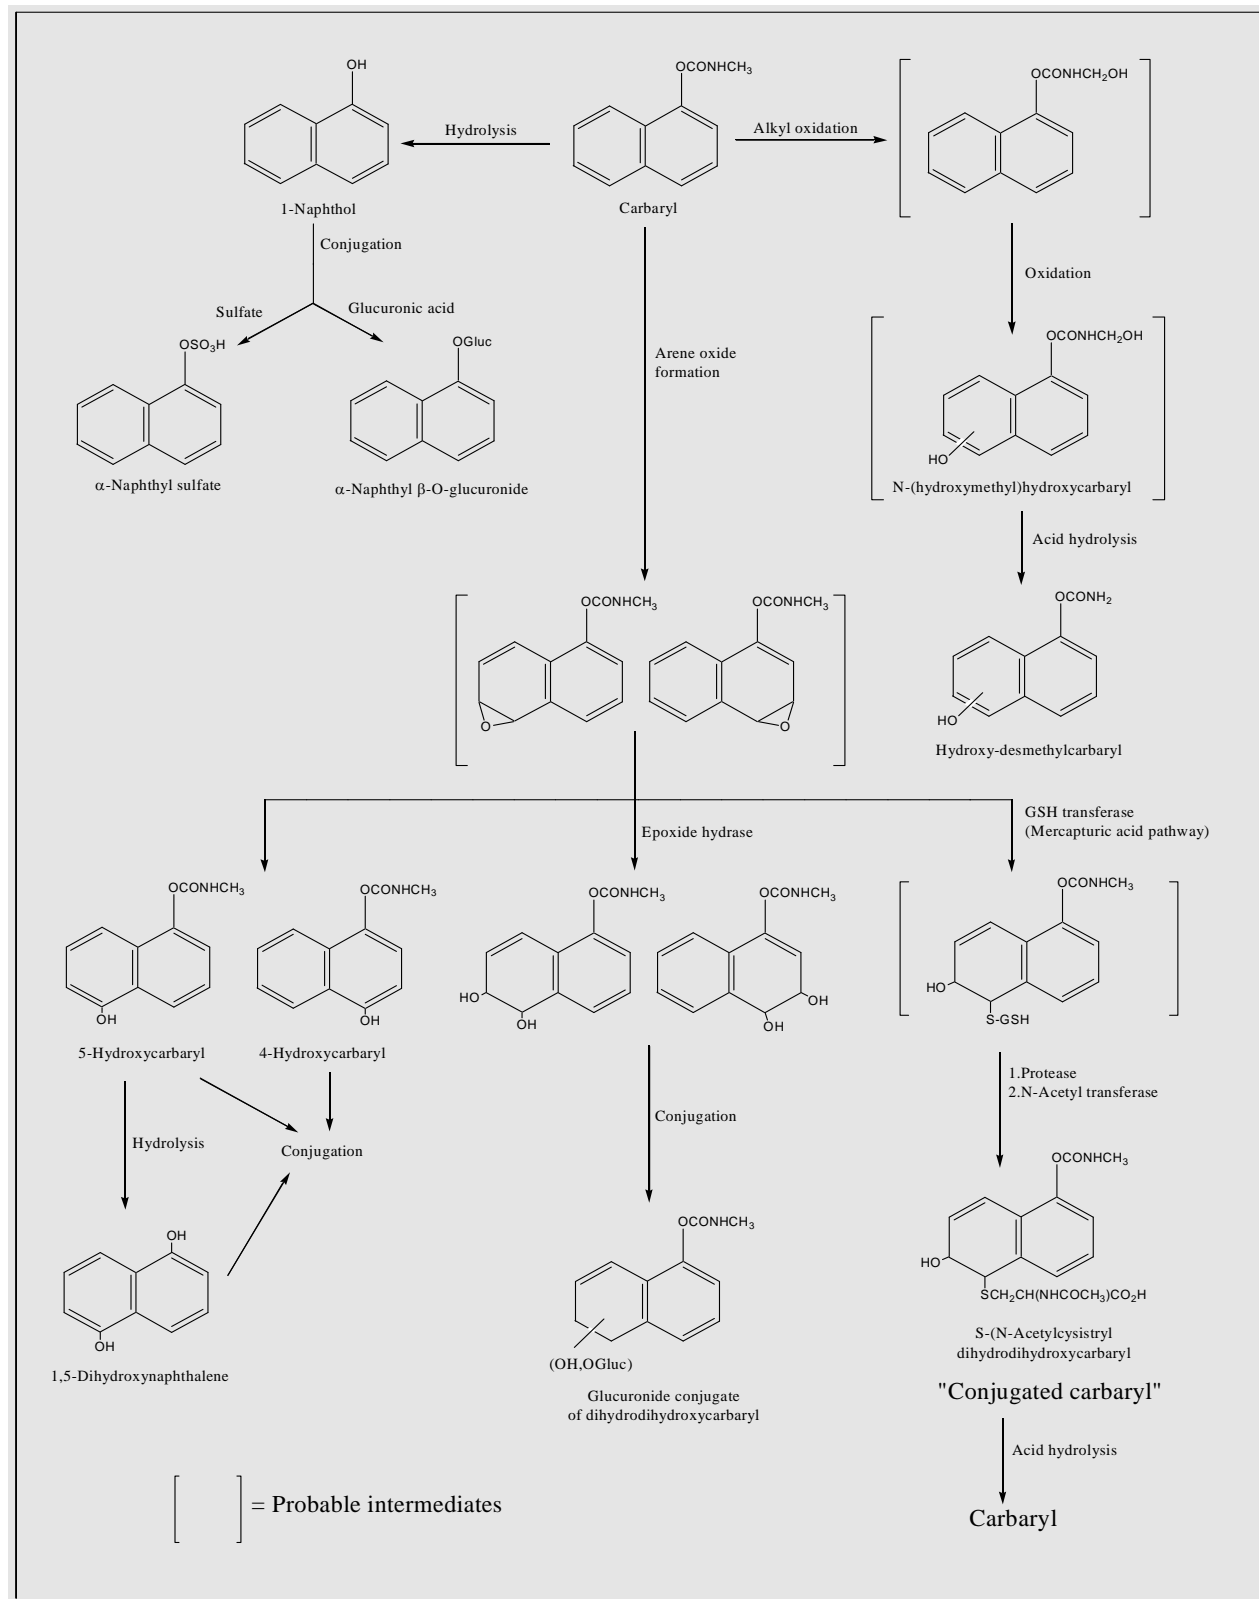 OH
OCONHCH3
OCONHCH2OH
Hydrolysis
Alkyl oxidation
1-Naphthol
Carbaryl
Conjugation
Oxidation
Sulfate
Glucuronic acid
OSO3H
OGluc
Arene oxide
formation
OCONHCH2OH
HO
α-Naphthyl sulfate
α-Naphthyl β-O-glucuronide
N-(hydroxymethyl)hydroxycarbaryl
Acid hydrolysis
OCONHCH3
OCONHCH3
OCONH2
O
O
HO
Hydroxy-desmethylcarbaryl
Epoxide hydrase
GSH transferase
(Mercapturic acid pathway)
OCONHCH3
OCONHCH3
OCONHCH3
OCONHCH3
OCONHCH3
OH
OH
HO
OH
OH
OH
HO
S-GSH
5-Hydroxycarbaryl
4-Hydroxycarbaryl
1.Protease
2.N-Acetyl transferase
Hydrolysis
Conjugation
Conjugation
OCONHCH3
OH
OCONHCH3
HO
SCH2CH(NHCOCH3)CO2H
OH
1,5-Dihydroxynaphthalene
(OH,OGluc)
Glucuronide conjugate
of dihydrodihydroxycarbaryl
S-(N-Acetylcysistryl
dihydrodihydroxycarbaryl
"Conjugated carbaryl"
Acid hydrolysis
= Probable intermediates
Carbaryl